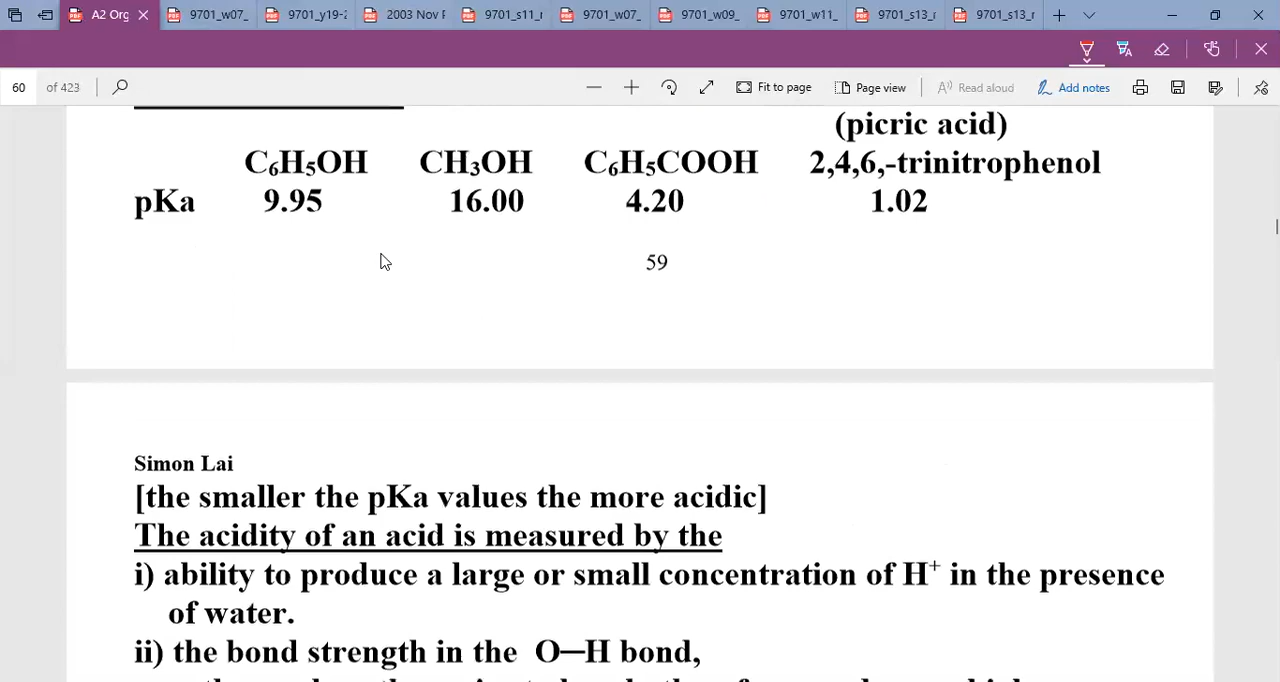 A2 Org
9701_w07_
9701_y19-2
2003 Nov F
9701_s11_r
9701_w07_
9701_w09_
9701_w11_
9701_s13_r
9701_s13_r
60 of 423
Fit to page
Page view
Read aloud
Add notes
(picric acid)
C₆H₅OH CH₃OH C₆H₅COOH 2,4,6,-trinitrophenol
pKa 9.95 16.00 4.20 1.02
59
Simon Lai
[the smaller the pKa values the more acidic]
The acidity of an acid is measured by the
i) ability to produce a large or small concentration of H⁺ in the presence
of water.
ii) the bond strength in the O─H bond,